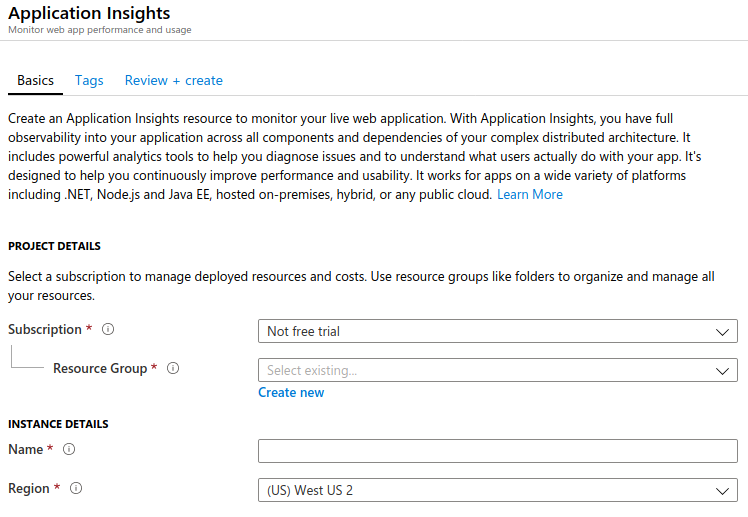 Application Insights
Monitor web app performance and usage
Basics Tags Review + create
Create an Application Insights resource to monitor your live web application. With Application Insights, you have full
observability into your application across all components and dependencies of your complex distributed architecture. It
includes powerful analytics tools to help you diagnose issues and to understand what users actually do with your app. It's
designed to help you continuously improve performance and usability. It works for apps on a wide variety of platforms
including .NET, Node.js and Java EE, hosted on-premises, hybrid, or any public cloud. Learn More
PROJECT DETAILS
Select a subscription to manage deployed resources and costs. Use resource groups like folders to organize and manage all
your resources.
Subscription * Not free trial
Resource Group * Select existing...
Create new
INSTANCE DETAILS
Name *
Region * (US) West US 2